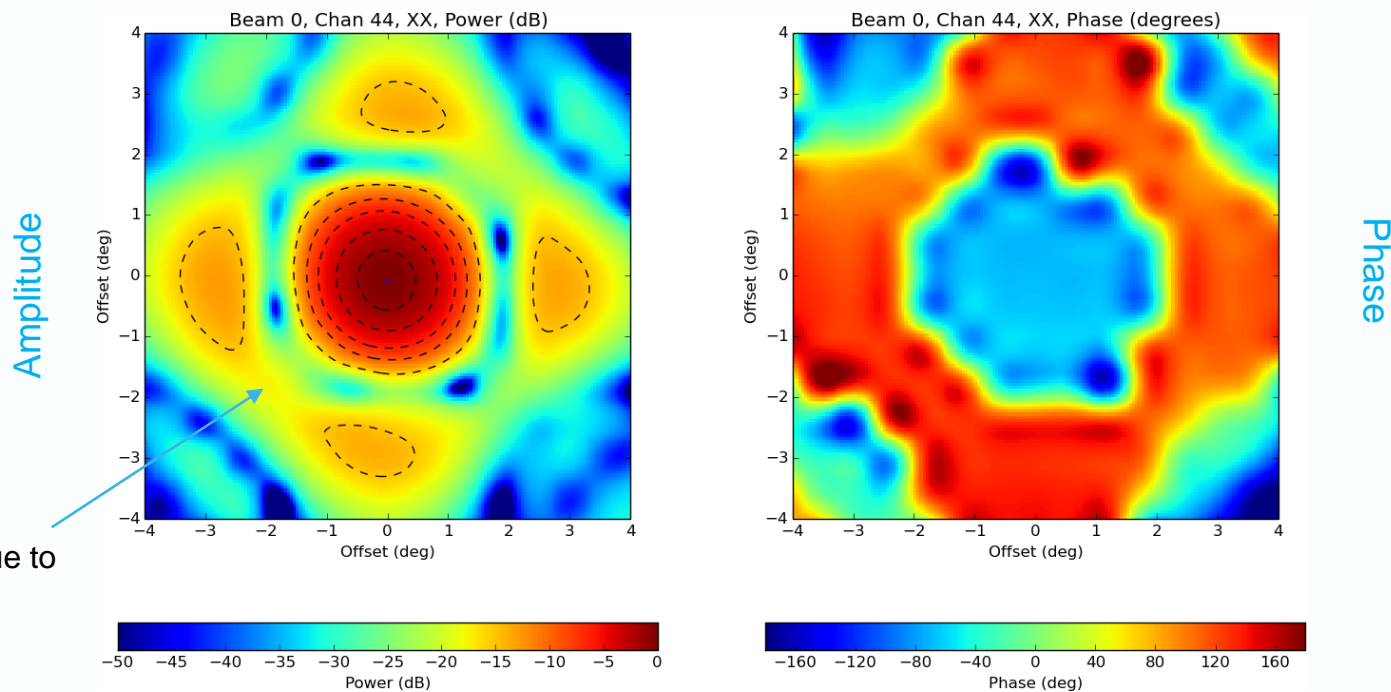 Beam 0, Chan 44, XX, Power (dB)
Amplitude
Offset (deg)
4
3
2
1
0
−1
−2
−3
−4
−4 −3 −2 −1 0 1 2 3 4
Offset (deg)
to
−50 −45 −40 −35 −30 −25 −20 −15 −10 −5 0
Power (dB)
Beam 0, Chan 44, XX, Phase (degrees)
Offset (deg)
4
3
2
1
0
−1
−2
−3
−4
−4 −3 −2 −1 0 1 2 3 4
Offset (deg)
Phase
−160 −120 −80 −40 0 40 80 120 160
Phase (deg)